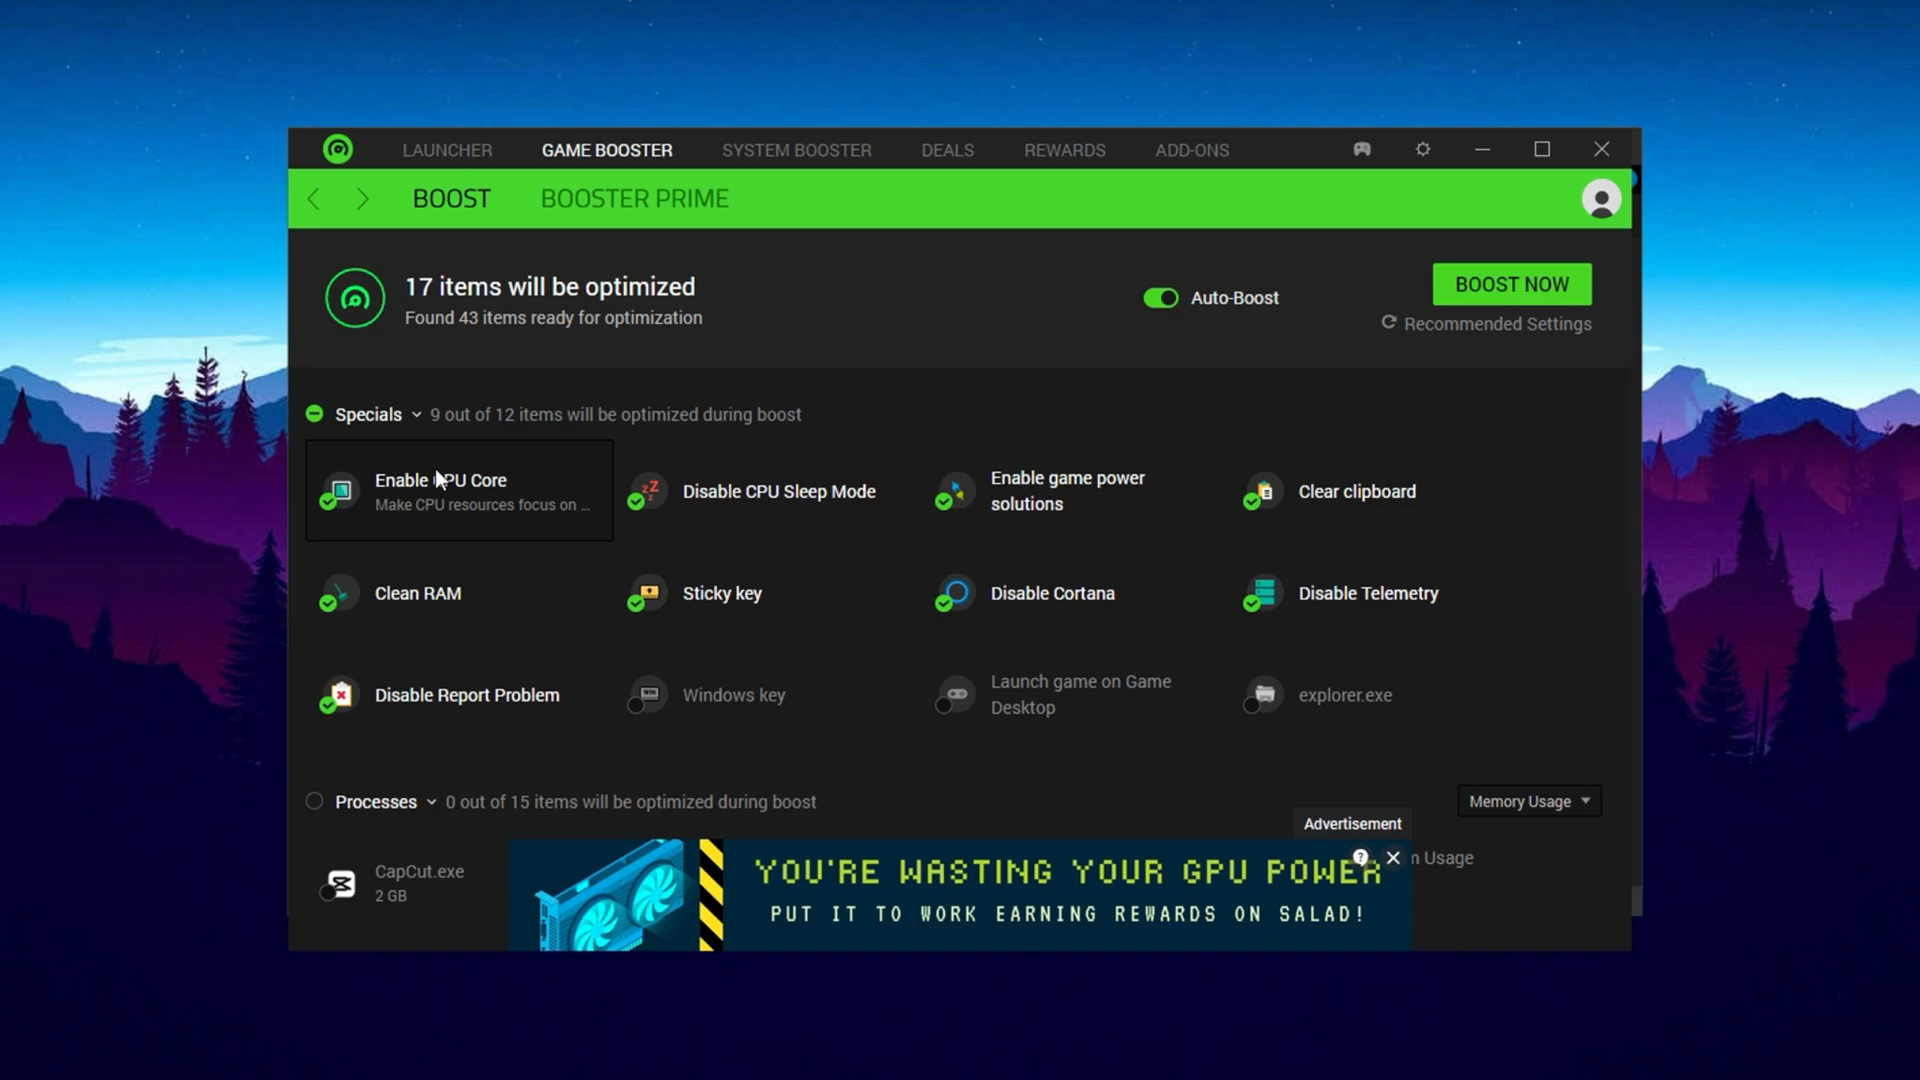 LAUNCHER GAME BOOSTER SYSTEM BOOSTER DEALS REWARDS ADD-ONS
BOOST BOOSTER PRIME
17 items will be optimized
Found 43 items ready for optimization
Auto-Boost
BOOST NOW
Recommended Settings
Specials 9 out of 12 items will be optimized during boost
Enable CPU Core
Make CPU resources focus on ...
Disable CPU Sleep Mode
Enable game power
solutions
Clear clipboard
Clean RAM
Sticky key
Disable Cortana
Disable Telemetry
Disable Report Problem
Windows key
Launch game on Game
Desktop
explorer.exe
Processes 0 out of 15 items will be optimized during boost
Memory Usage
Advertisement
CapCut.exe
2 GB
YOU'RE WASTING YOUR GPU POWER
PUT IT TO WORK EARNING REWARDS ON SALAD!
Usage